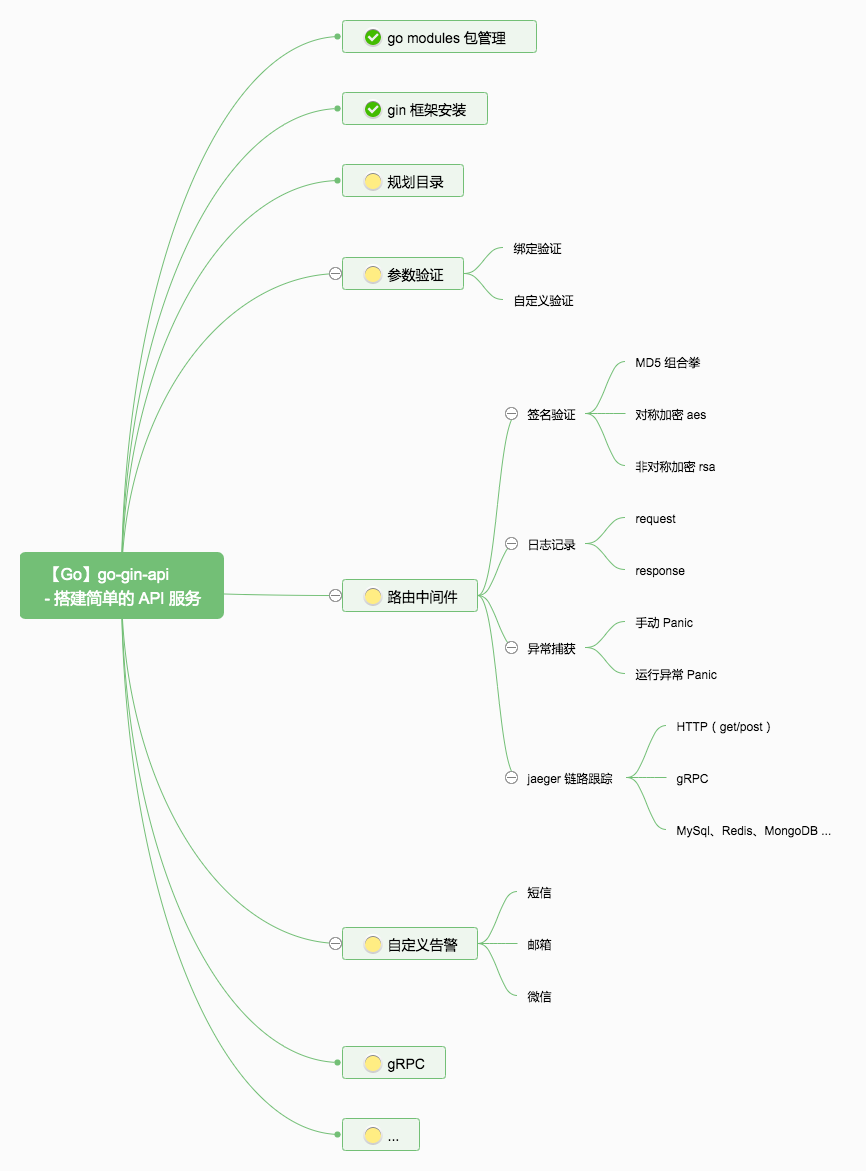 go modules 包管理
gin 框架安装
规划目录
参数验证
绑定验证
自定义验证
【Go】go-gin-api
- 搭建简单的 API 服务
路由中间件
签名验证
MD5 组合拳
对称加密 aes
非对称加密 rsa
日志记录
request
response
异常捕获
手动 Panic
运行异常 Panic
jaeger 链路跟踪
HTTP ( get/post )
gRPC
MySql、Redis、MongoDB ...
自定义告警
短信
邮箱
微信
gRPC
...